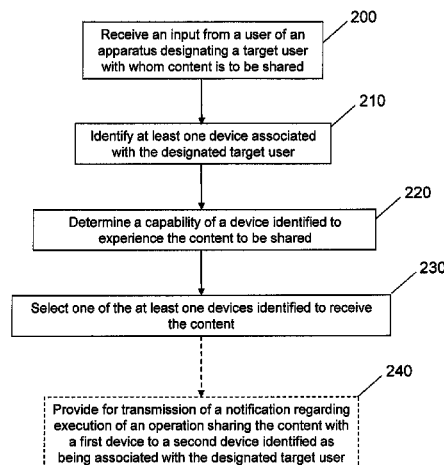 200
Receive an input from a user of an
apparatus designating a target user
with whom content is to be shared
210
Identify at least one device associated
with the designated target user
220
Determine a capability of a device identified to
experience the content to be shared
230
Select one of the at least one devices identified to receive
the content
240
Provide for transmission of a notification regarding
execution of an operation sharing the content with
a first device to a second device identified as
being associated with the designated target user